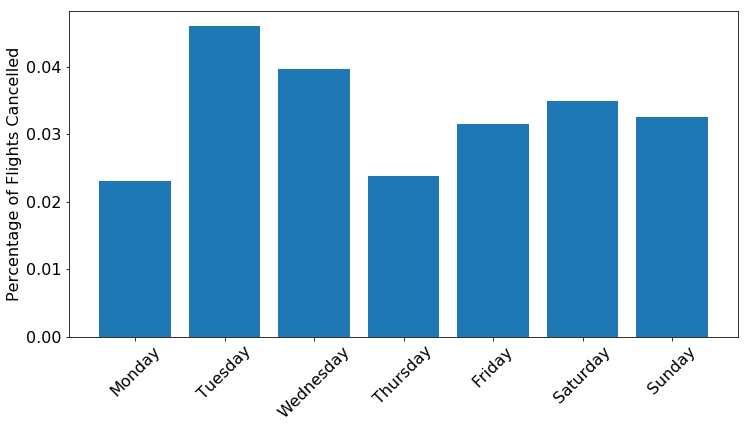 Percentage of Flights Cancelled
0.04
0.03
0.02
0.01
0.00
Monday
Tuesday
Wednesday
Thursday
Friday
Saturday
Sunday